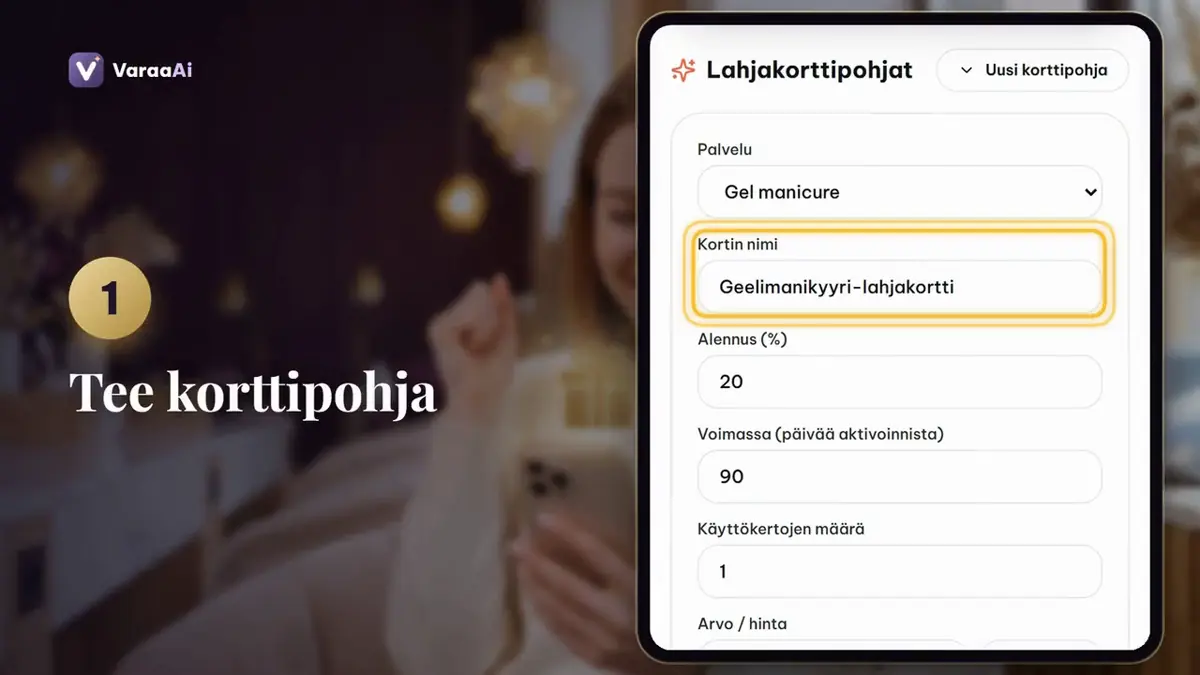 VaraaAi
1
Tee korttipohja
Lahjakorttipohjat
Uusi korttipohja
Palvelu
Gel manicure
Kortin nimi
Geelimanikyyri-lahjakortti
Alennus (%)
20
Voimassa (päivää aktivoinnista)
90
Käyttökertojen määrä
1
Arvo / hinta